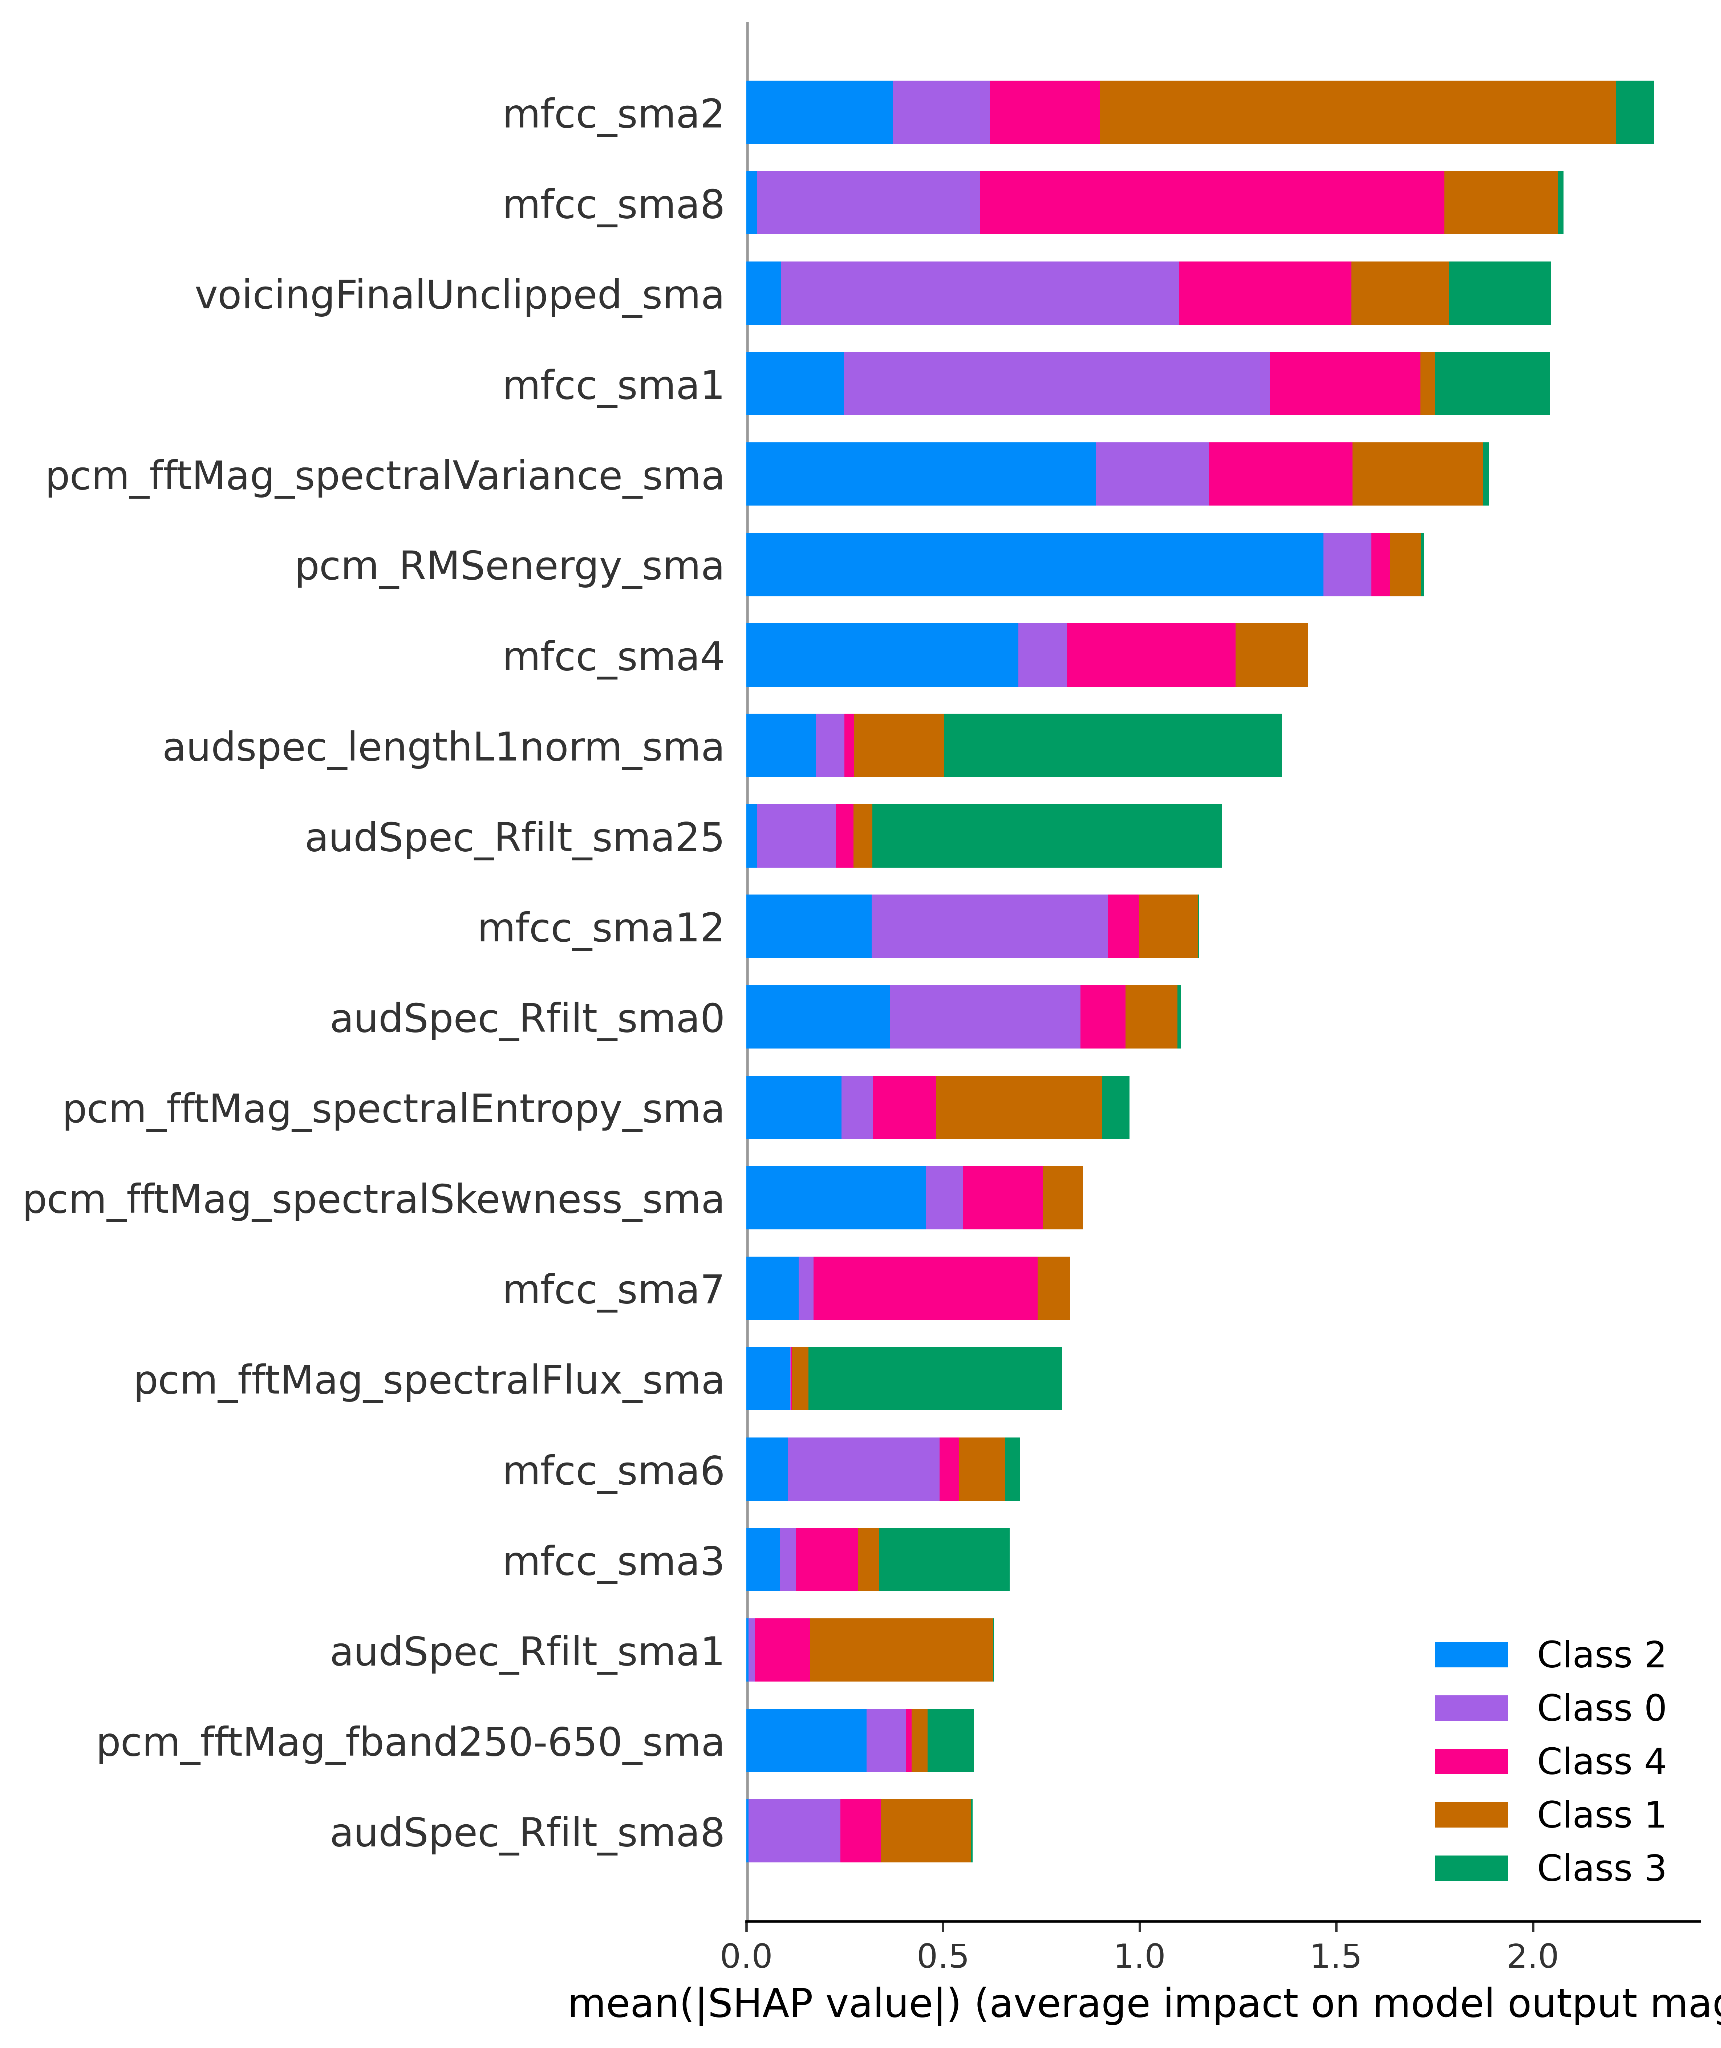 mfcc_sma2
mfcc_sma8
voicingFinalUnclipped_sma
mfcc_sma1
pcm_fftMag_spectralVariance_sma
pcm_RMSenergy_sma
mfcc_sma4
audspec_lengthL1norm_sma
audSpec_Rfilt_sma25
mfcc_sma12
audSpec_Rfilt_sma0
pcm_fftMag_spectralEntropy_sma
pcm_fftMag_spectralSkewness_sma
mfcc_sma7
pcm_fftMag_spectralFlux_sma
mfcc_sma6
mfcc_sma3
audSpec_Rfilt_sma1
pcm_fftMag_fband250-650_sma
audSpec_Rfilt_sma8
Class 2
Class 0
Class 4
Class 1
Class 3
0.0 0.5 1.0 1.5 2.0
mean(|SHAP value|) (average impact on model output mag